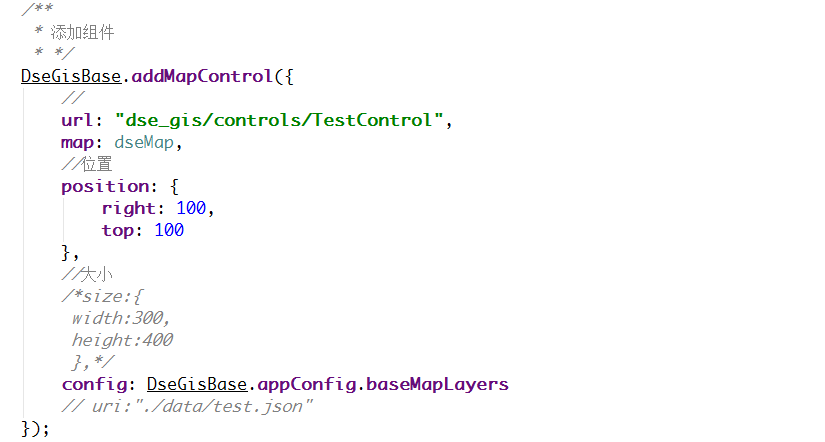 /**
 * 添加组件
 * */
DseGisBase.addMapControl({
    //
    url: "dse_gis/controls/TestControl",
    map: dseMap,
    //位置
    position: {
        right: 100,
        top: 100
    },
    //大小
    /*size:{
     width:300,
     height:400
     },*/
    config: DseGisBase.appConfig.baseMapLayers
    // uri:"./data/test.json"
});